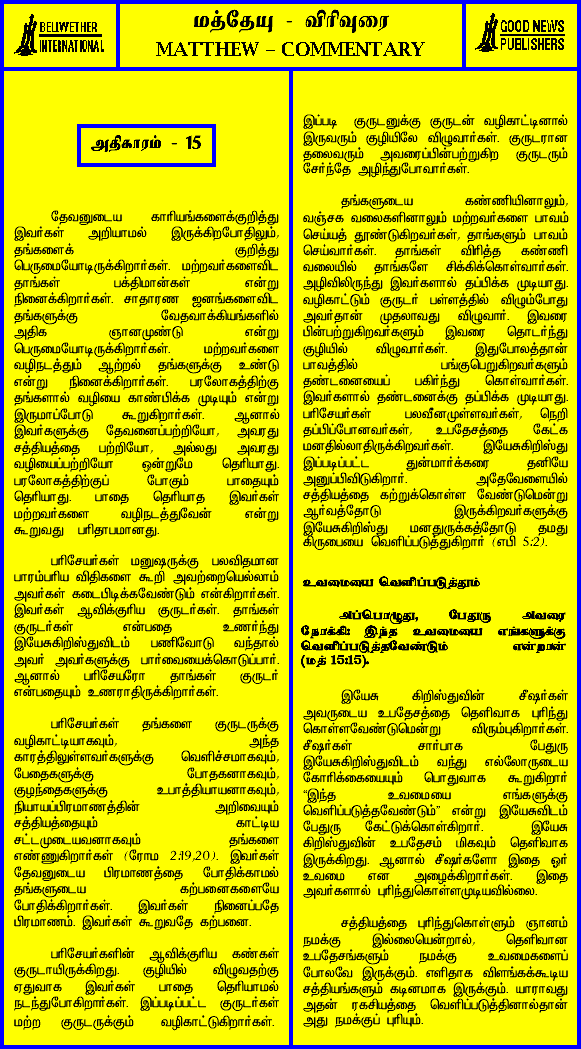 BELIWETHER
INTERNATIONAL
மத்தேயு - விரிவுரை
MATTHEW – COMMENTARY
GOOD NEWS
PUBLISHERS
அதிகாரம் - 15
தேவனுடைய காரியங்களைக்குறித்து
இவர்கள் அறியாமல் இருக்கிறபோதிலும்,
தங்களைக் குறித்து
பெருமையோடிருக்கிறார்கள். மற்றவர்களைவிட
தாங்கள் பக்திமான்கள் என்று
நினைக்கிறார்கள். சாதாரண ஜனங்களைவிட
தங்களுக்கு வேதவாக்கியங்களில்
அதிக ஞானமுண்டு என்று
பெருமையோடிருக்கிறார்கள். மற்றவர்களை
வழிநடத்தும் ஆற்றல் தங்களுக்கு உண்டு
என்று நினைக்கிறார்கள். பரலோகத்திற்கு
தங்களால் வழியை காண்பிக்க முடியும் என்று
இருமாப்போடு கூறுகிறார்கள். ஆனால்
இவர்களுக்கு தேவனைப்பற்றியோ, அவரது
சத்தியத்தை பற்றியோ, அல்லது அவரது
வழியைப்பற்றியோ ஒன்றுமே தெரியாது.
பரலோகத்திற்குப் போகும் பாதையும்
தெரியாது. பாதை தெரியாத இவர்கள்
மற்றவர்களை வழிநடத்துவேன் என்று
கூறுவது பரிதாபமானது.
பரிசேயர்கள் மனுஷருக்கு பலவிதமான
பாரம்பரிய விதிகளை கூறி அவற்றையெல்லாம்
அவர்கள் கடைபிடிக்கவேண்டும் என்கிறார்கள்.
இவர்கள் ஆவிக்குரிய குருடர்கள். தாங்கள்
குருடர்கள் என்பதை உணர்ந்து
இயேசுகிறிஸ்துவிடம் பணிவோடு வந்தால்
அவர் அவர்களுக்கு பார்வையைக்கொடுப்பார்.
ஆனால் பரிசேயரோ தாங்கள் குருடர்
என்பதையும் உணராதிருக்கிறார்கள்.
பரிசேயர்கள் தங்களை குருடருக்கு
வழிகாட்டியாகவும், அந்த
காரத்திலுள்ளவர்களுக்கு வெளிச்சமாகவும்,
பேதைகளுக்கு போதகனாகவும்,
குழந்தைகளுக்கு உபாத்தியாயனாகவும்,
நியாயப்பிரமாணத்தின் அறிவையும்
சத்தியத்தையும் காட்டிய
சட்டமுடையவனாகவும் தங்களை
எண்ணுகிறார்கள் (ரோம 2:19,20). இவர்கள்
தேவனுடைய பிரமாணத்தை போதிக்காமல்
தங்களுடைய கற்பனைகளையே
போதிக்கிறார்கள். இவர்கள் நினைப்பதே
பிரமாணம். இவர்கள் கூறுவதே கற்பனை.
பரிசேயர்களின் ஆவிக்குரிய கண்கள்
குருடாயிருக்கிறது. குழியில் விழுவதற்கு
ஏதுவாக இவர்கள் பாதை தெரியாமல்
நடந்துபோகிறார்கள். இப்படிப்பட்ட குருடர்கள்
மற்ற குருடருக்கும் வழிகாட்டுகிறார்கள்.
இப்படி குருடனுக்கு குருடன் வழிகாட்டினால்
இருவரும் குழியிலே விழுவார்கள். குருடரான
தலைவரும் அவரைப்பின்பற்றுகிற குருடரும்
சேர்ந்தே அழிந்துபோவார்கள்.
தங்களுடைய கண்ணியினாலும்,
வஞ்சக வலைகளினாலும் மற்றவர்களை பாவம்
செய்யத் தூண்டுகிறவர்கள், தாங்களும் பாவம்
செய்வார்கள். தாங்கள் விரித்த கண்ணி
வலையில் தாங்களே சிக்கிக்கொள்வார்கள்.
அழிவிலிருந்து இவர்களால் தப்பிக்க முடியாது.
வழிகாட்டும் குருடர் பள்ளத்தில் விழும்போது
அவர்தான் முதலாவது விழுவார். இவரை
பின்பற்றுகிறவர்களும் இவரை தொடர்ந்து
குழியில் விழுவார்கள். இதுபோலத்தான்
பாவத்தில் பங்குபெறுகிறவர்களும்
தண்டனையைப் பகிர்ந்து கொள்வார்கள்.
இவர்களால் தண்டனைக்கு தப்பிக்க முடியாது.
பரிசேயர்கள் பலவீனமுள்ளவர்கள், நெறி
தப்பிப்போனவர்கள், உபதேசத்தை கேட்க
மனதில்லாதிருக்கிறவர்கள். இயேசுகிறிஸ்து
இப்படிப்பட்ட துன்மார்க்கரை தனியே
அனுப்பிவிடுகிறார். அதேவேளையில்
சத்தியத்தை கற்றுக்கொள்ள வேண்டுமென்று
ஆர்வத்தோடு இருக்கிறவர்களுக்கு
இயேசுகிறிஸ்து மனதுருக்கத்தோடு தமது
கிருபையை வெளிப்படுத்துகிறார் (எபி 5:2).
உவமையை வெளிப்படுத்தும்
அப்பொழுது, பேதுரு அவரை
நோக்கி: இந்த உவமையை எங்களுக்கு
வெளிப்படுத்தவேண்டும் என்றான்
(மத் 15:15).
இயேசு கிறிஸ்துவின் சீஷர்கள்
அவருடைய உபதேசத்தை தெளிவாக புரிந்து
கொள்ளவேண்டுமென்று விரும்புகிறார்கள்.
சீஷர்கள் சார்பாக பேதுரு
இயேசுகிறிஸ்துவிடம் வந்து எல்லோருடைய
கோரிக்கையையும் பொதுவாக கூறுகிறார்
“இந்த உவமையை எங்களுக்கு
வெளிப்படுத்தவேண்டும்” என்று இயேசுவிடம்
பேதுரு கேட்டுக்கொள்கிறார். இயேசு
கிறிஸ்துவின் உபதேசம் மிகவும் தெளிவாக
இருக்கிறது. ஆனால் சீஷர்களோ இதை ஓர்
உவமை என அழைக்கிறார்கள். இதை
அவர்களால் புரிந்துகொள்ளமுடியவில்லை.
சத்தியத்தை புரிந்துகொள்ளும் ஞானம்
நமக்கு இல்லையென்றால், தெளிவான
உபதேசங்களும் நமக்கு உவமைகளைப்
போலவே இருக்கும். எளிதாக விளங்கக்கூடிய
சத்தியங்களும் கடினமாக இருக்கும். யாராவது
அதன் ரகசியத்தை வெளிப்படுத்தினால்தான்
அது நமக்குப் புரியும்.